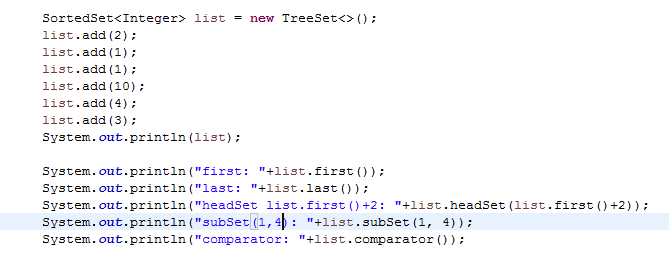 SortedSet<Integer> list = new TreeSet<>();
list.add(2);
list.add(1);
list.add(1);
list.add(10);
list.add(4);
list.add(3);
System.out.println(list);
System.out.println("first: "+list.first());
System.out.println("last: "+list.last());
System.out.println("headSet list.first()+2: "+list.headSet(list.first()+2));
System.out.println("subSet(1,4): "+list.subSet(1, 4));
System.out.println("comparator: "+list.comparator());